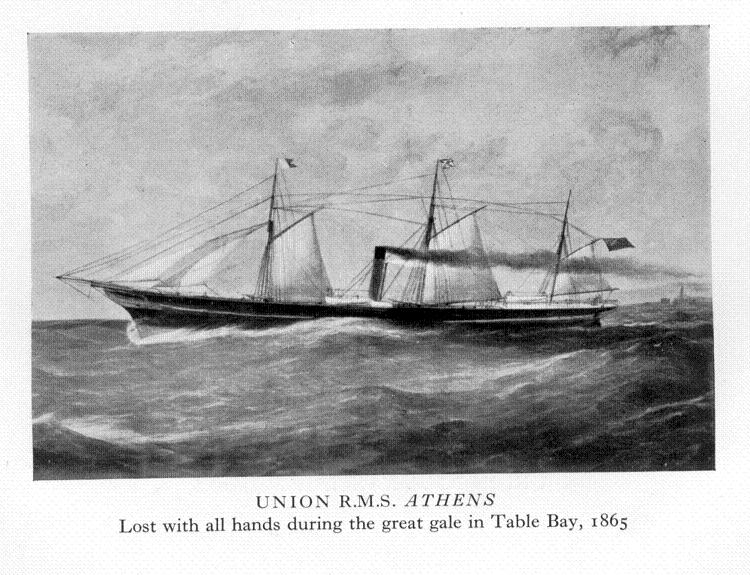 UNION R.M.S. ATHENS
Lost with all hands during the great gale in Table Bay, 1865